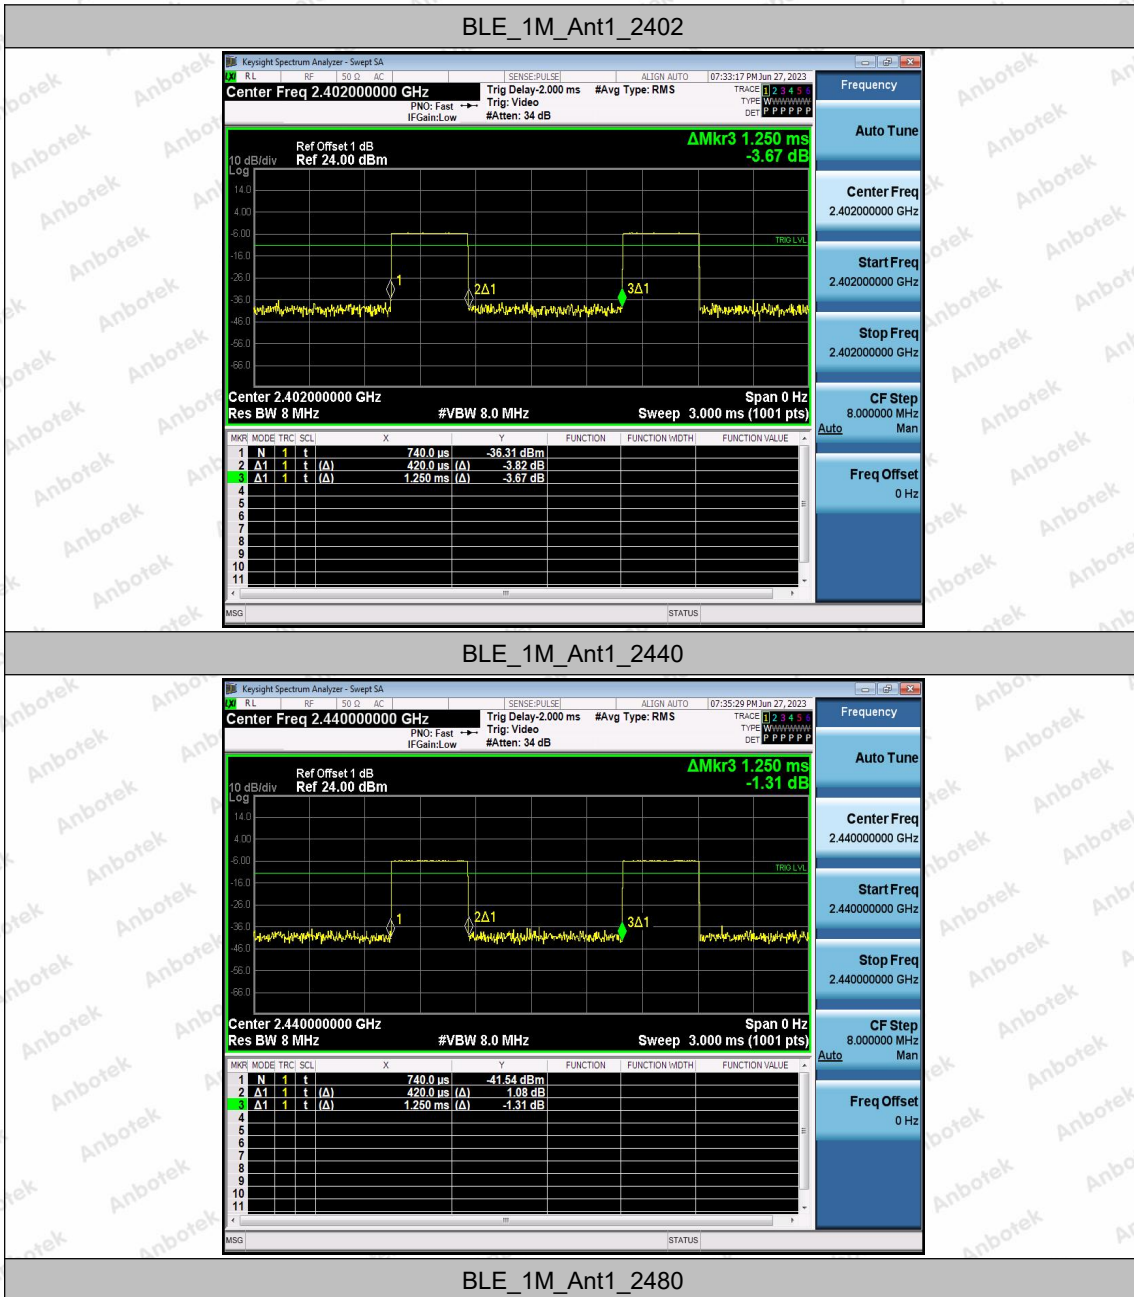 BLE_1M_Ant1_2402
Keysight Spectrum Analyzer - Swept SA
LXI RL RF 50 Ω AC SENSE:PULSE ALIGN AUTO 07:33:17 PM Jun 27, 2023
Center Freq 2.402000000 GHz Trig Delay-2.000 ms #Avg Type: RMS TRACE 1 2 3 4 5 6
PNO: Fast Trig: Video TYPE WWWWWW
IFGain:Low #Atten: 34 dB DET P P P P P P
Frequency
Auto Tune
Center Freq
2.402000000 GHz
Start Freq
2.402000000 GHz
Stop Freq
2.402000000 GHz
CF Step
8.000000 MHz
Auto Man
Freq Offset
0 Hz
ΔMkr3 1.250 ms
-3.67 dB
Ref Offset 1 dB
10 dB/div Ref 24.00 dBm
Log
14.0
4.00
-6.00
TRIG LVL
-16.0
-26.0
1 2Δ1 3Δ1
-36.0
-46.0
-56.0
-66.0
Center 2.402000000 GHz Span 0 Hz
Res BW 8 MHz #VBW 8.0 MHz Sweep 3.000 ms (1001 pts)
MKR MODE TRC SCL X Y FUNCTION FUNCTION WIDTH FUNCTION VALUE
1 N 1 t 740.0 µs -36.31 dBm
2 Δ1 1 t (Δ) 420.0 µs (Δ) -3.82 dB
3 Δ1 1 t (Δ) 1.250 ms (Δ) -3.67 dB
4
5
6
7
8
9
10
11
MSG STATUS
BLE_1M_Ant1_2440
Keysight Spectrum Analyzer - Swept SA
LXI RL RF 50 Ω AC SENSE:PULSE ALIGN AUTO 07:35:29 PM Jun 27, 2023
Center Freq 2.440000000 GHz Trig Delay-2.000 ms #Avg Type: RMS TRACE 1 2 3 4 5 6
PNO: Fast Trig: Video TYPE WWWWWW
IFGain:Low #Atten: 34 dB DET P P P P P P
Frequency
Auto Tune
Center Freq
2.440000000 GHz
Start Freq
2.440000000 GHz
Stop Freq
2.440000000 GHz
CF Step
8.000000 MHz
Auto Man
Freq Offset
0 Hz
ΔMkr3 1.250 ms
-1.31 dB
Ref Offset 1 dB
10 dB/div Ref 24.00 dBm
Log
14.0
4.00
-6.00
TRIG LVL
-16.0
-26.0
1 2Δ1 3Δ1
-36.0
-46.0
-56.0
-66.0
Center 2.440000000 GHz Span 0 Hz
Res BW 8 MHz #VBW 8.0 MHz Sweep 3.000 ms (1001 pts)
MKR MODE TRC SCL X Y FUNCTION FUNCTION WIDTH FUNCTION VALUE
1 N 1 t 740.0 µs -41.54 dBm
2 Δ1 1 t (Δ) 420.0 µs (Δ) 1.08 dB
3 Δ1 1 t (Δ) 1.250 ms (Δ) -1.31 dB
4
5
6
7
8
9
10
11
MSG STATUS
BLE_1M_Ant1_2480
Anbotek